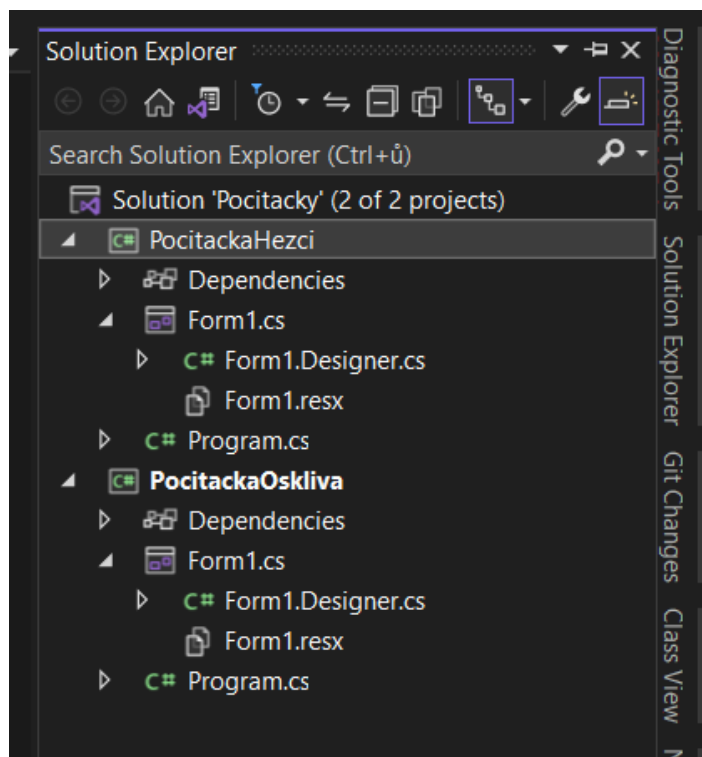 Solution Explorer
Search Solution Explorer (Ctrl+ů)
Solution 'Pocitacky' (2 of 2 projects)
C# PocitackaHezci
Dependencies
Form1.cs
C# Form1.Designer.cs
Form1.resx
C# Program.cs
C# PocitackaOskliva
Dependencies
Form1.cs
C# Form1.Designer.cs
Form1.resx
C# Program.cs
Diagnostic Tools
Solution Explorer
Git Changes
Class View